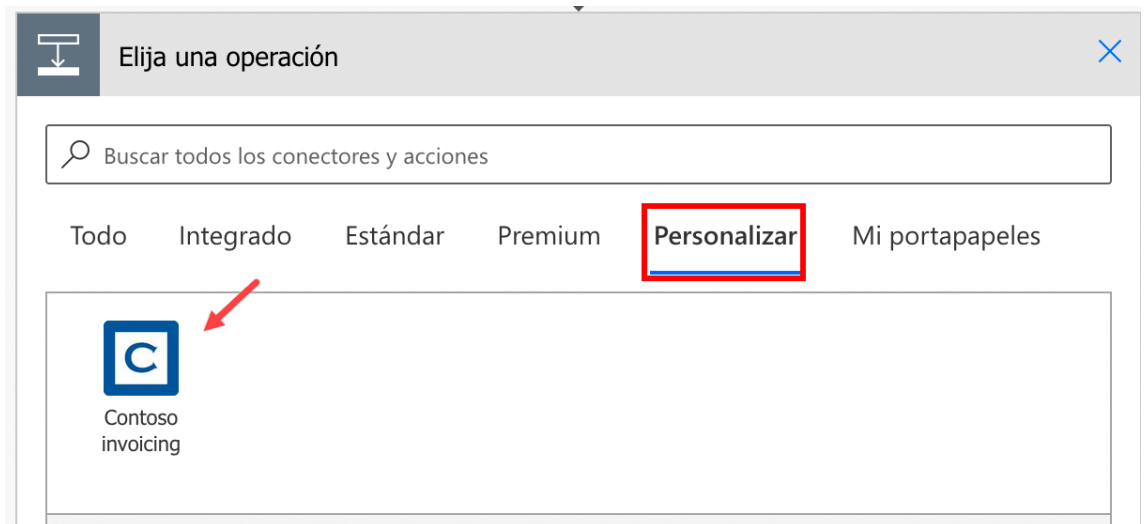 Elija una operación
Buscar todos los conectores y acciones
Todo Integrado Estándar Premium Personalizar Mi portapapeles
C
Contoso
invoicing